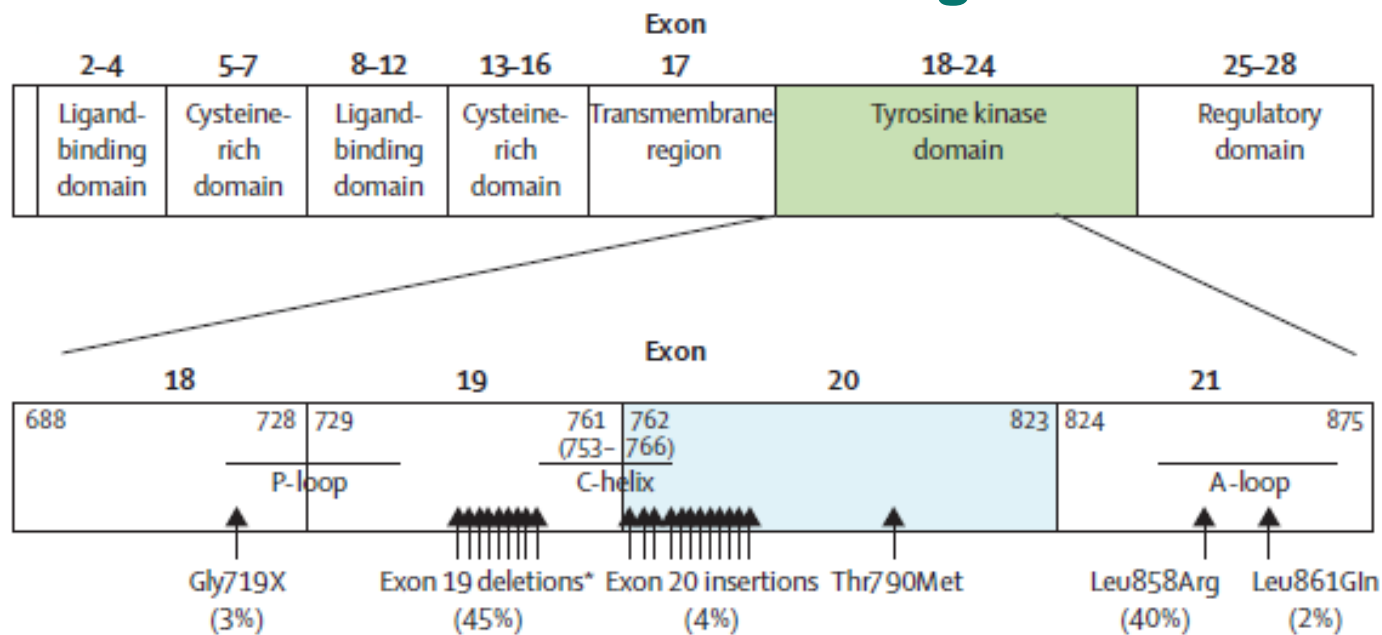 Exon
2–4 5–7 8–12 13–16 17 18–24 25–28
Ligand- Cysteine- Ligand- Cysteine- Transmembrane Tyrosine kinase Regulatory
binding rich binding rich region domain domain
domain domain domain domain
Exon
18 19 20 21
688 728 729 761 762 823 824 875
(753– 766)
P-loop C-helix A-loop
Gly719X Exon 19 deletions* Exon 20 insertions Thr790Met Leu858Arg Leu861Gln
(3%) (45%) (4%) (40%) (2%)